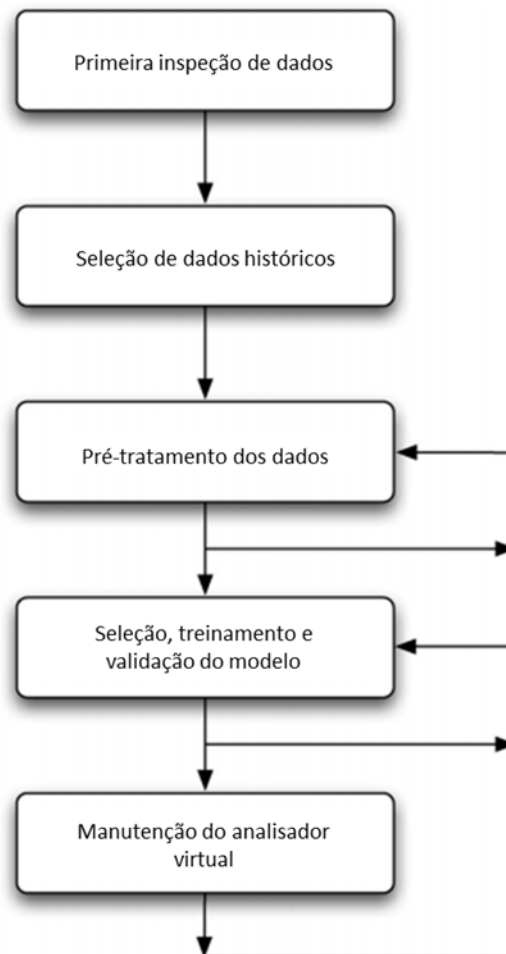 Primeira inspeção de dados
Seleção de dados históricos
Pré-tratamento dos dados
Seleção, treinamento e
validação do modelo
Manutenção do analisador
virtual